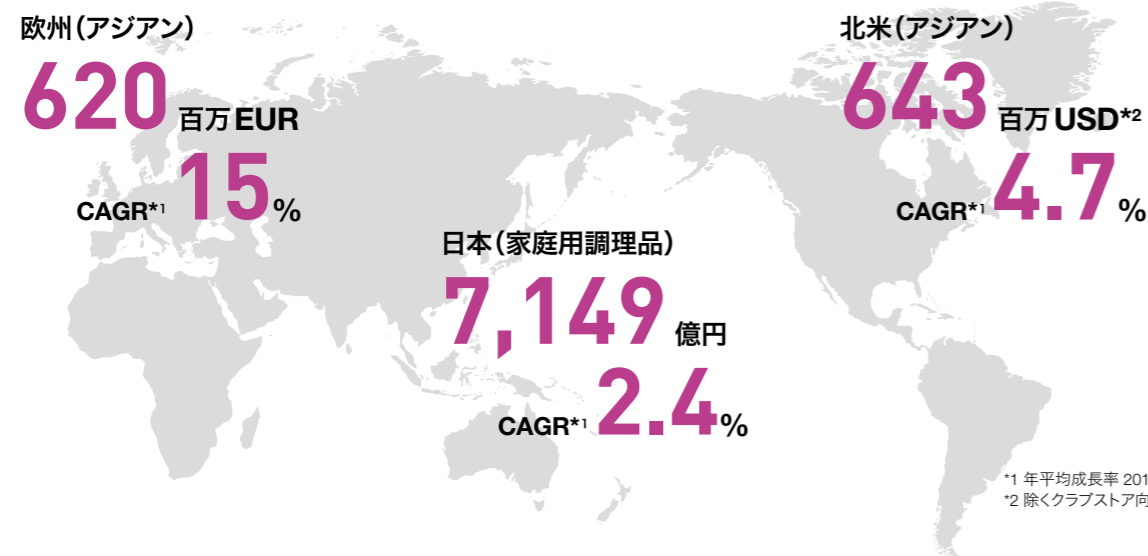 欧州（アジアン）
620 百万EUR
CAGR*1 15%
北米（アジアン）
643 百万USD*2
CAGR*1 4.7%
日本（家庭用調理品）
7,149 億円
CAGR*1 2.4%
*1 年平均成長率 201
*2 除くクラブストア向